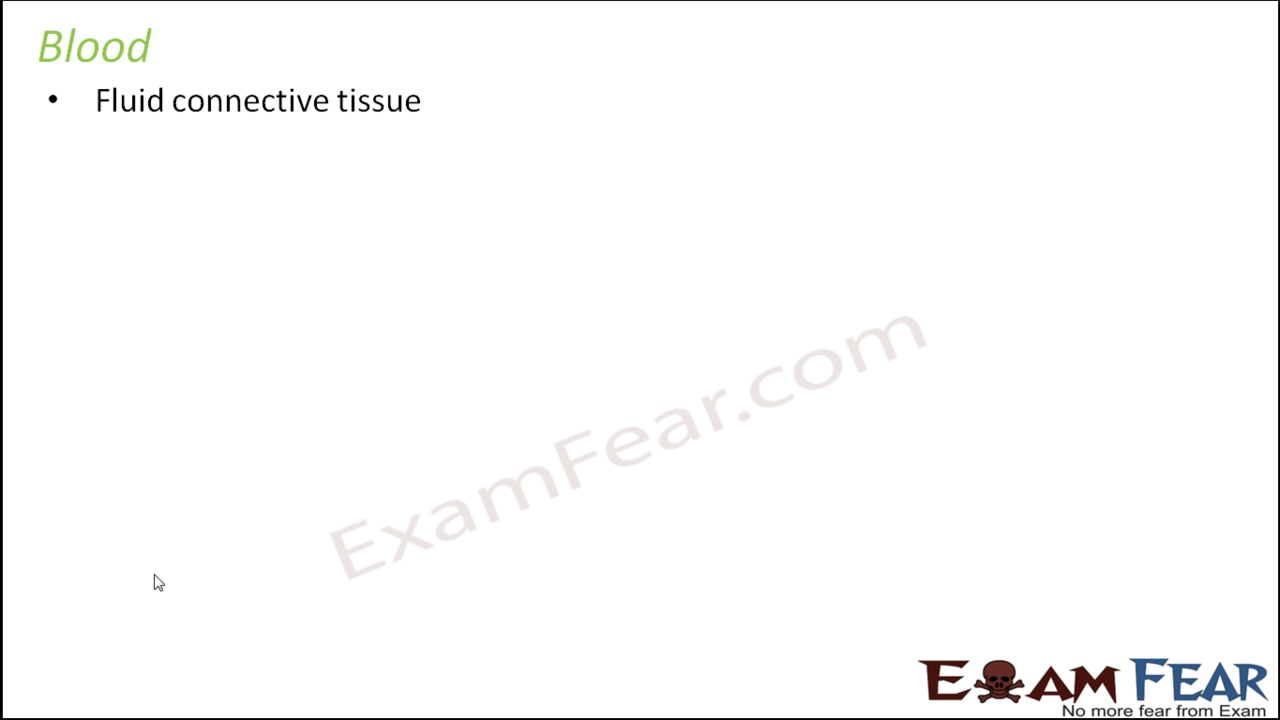 Blood
• Fluid connective tissue
ExamFear.com
EXAM FEAR
No more fear from Exam